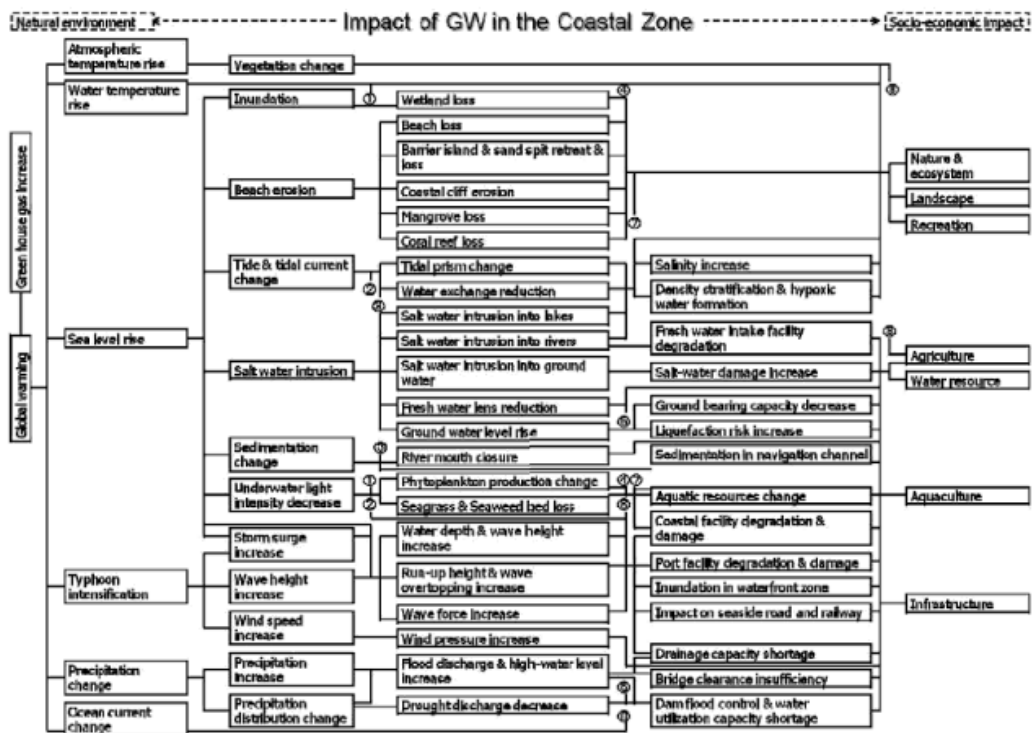 Natural environment
Impact of GW in the Coastal Zone
Socio-economic impact
Green house gas increase
Global warming
Atmospheric
temperature rise
Water temperature
rise
Sea level rise
Typhoon
intensification
Precipitation
change
Ocean current
change
Vegetation change
Inundation
Beach erosion
Tide & tidal current
change
Salt water intrusion
Sedimentation
change
Underwater light
intensity decrease
Storm surge
increase
Wave height
increase
Wind speed
increase
Precipitation
increase
Precipitation
distribution change
Wetland loss
Beach loss
Barrier island & sand spit retreat &
loss
Coastal cliff erosion
Mangrove loss
Coral reef loss
Tidal prism change
Water exchange reduction
Salt water intrusion into lakes
Salt water intrusion into rivers
Salt water intrusion into ground
water
Fresh water lens reduction
Ground water level rise
River mouth closure
Phytoplankton production change
Seagrass & Seaweed bed loss
Water depth & wave height
increase
Run-up height & wave
overtopping increase
Wave force increase
Wind pressure increase
Flood discharge & high-water level
increase
Drought discharge decrease
Salinity increase
Density stratification & hypoxic
water formation
Fresh water intake facility
degradation
Salt-water damage increase
Ground bearing capacity decrease
Liquefaction risk increase
Sedimentation in navigation channel
Aquatic resources change
Coastal facility degradation &
damage
Port facility degradation & damage
Inundation in waterfront zone
Impact on seaside road and railway
Drainage capacity shortage
Bridge clearance insufficiency
Dam flood control & water
utilization capacity shortage
Nature &
ecosystem
Landscape
Recreation
Agriculture
Water resource
Aquaculture
Infrastructure